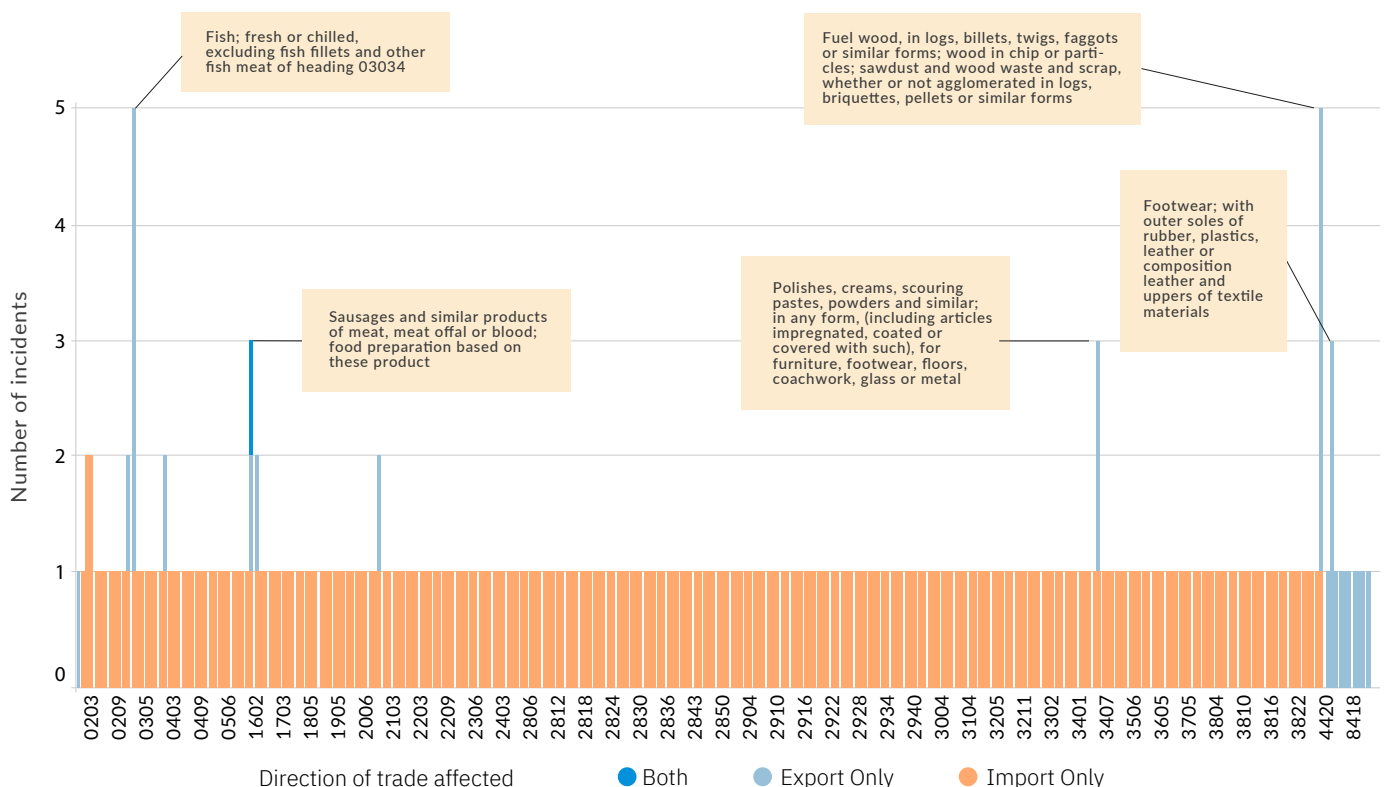 Fish; fresh or chilled,
excluding fish fillets and other
fish meat of heading 03034
Fuel wood, in logs, billets, twigs, faggots
or similar forms; wood in chip or parti-
cles; sawdust and wood waste and scrap,
whether or not agglomerated in logs,
briquettes, pellets or similar forms
Footwear; with
outer soles of
rubber, plastics,
leather or
composition
leather and
uppers of textile
materials
Polishes, creams, scouring
pastes, powders and similar;
in any form, (including articles
impregnated, coated or
covered with such), for
furniture, footwear, floors,
coachwork, glass or metal
Sausages and similar products
of meat, meat offal or blood;
food preparation based on
these product
Number of incidents
5
4
3
2
1
0
0203 0209 0305 0403 0409 0506 1602 1703 1805 1905 2006 2103 2203 2209 2306 2403 2806 2812 2818 2824 2830 2836 2843 2850 2904 2910 2916 2922 2928 2934 2940 3004 3104 3205 3211 3302 3401 3407 3506 3605 3705 3804 3810 3816 3822 4420 8418
Direction of trade affected Both Export Only Import Only